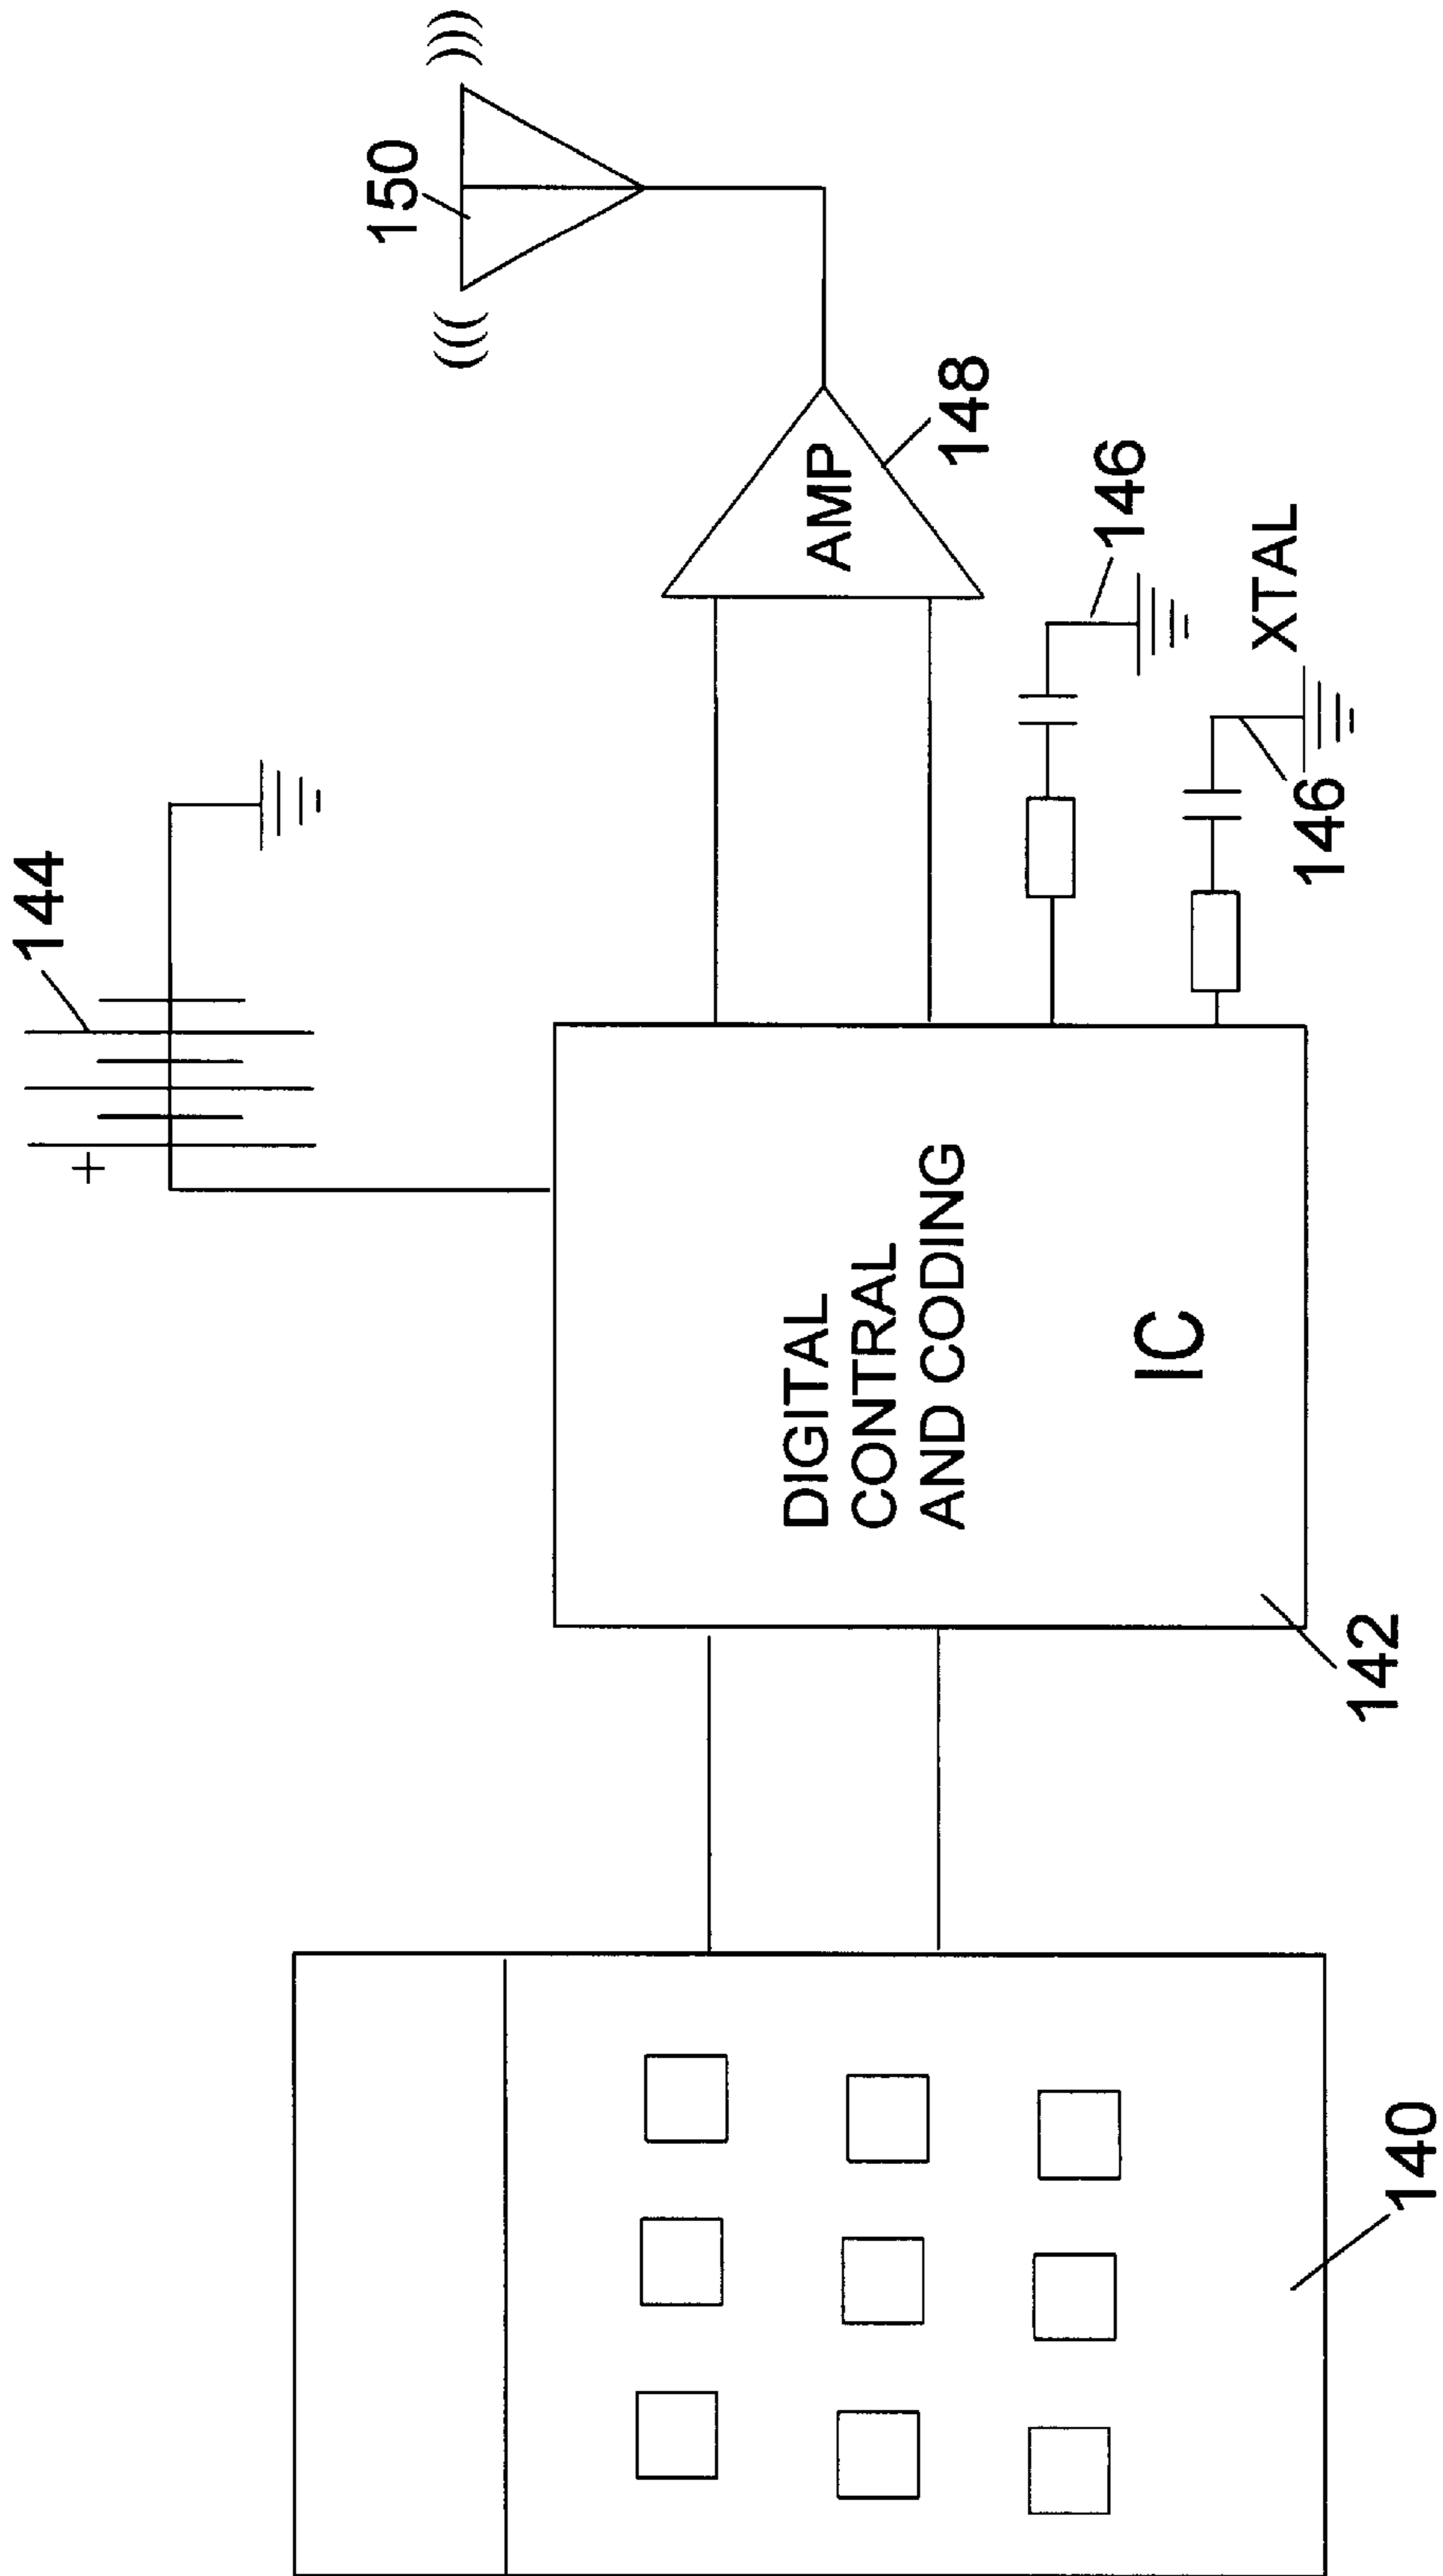 144
+
150
DIGITAL
CONTRAL
AND CODING
IC
AMP
148
146
XTAL
146
142
140